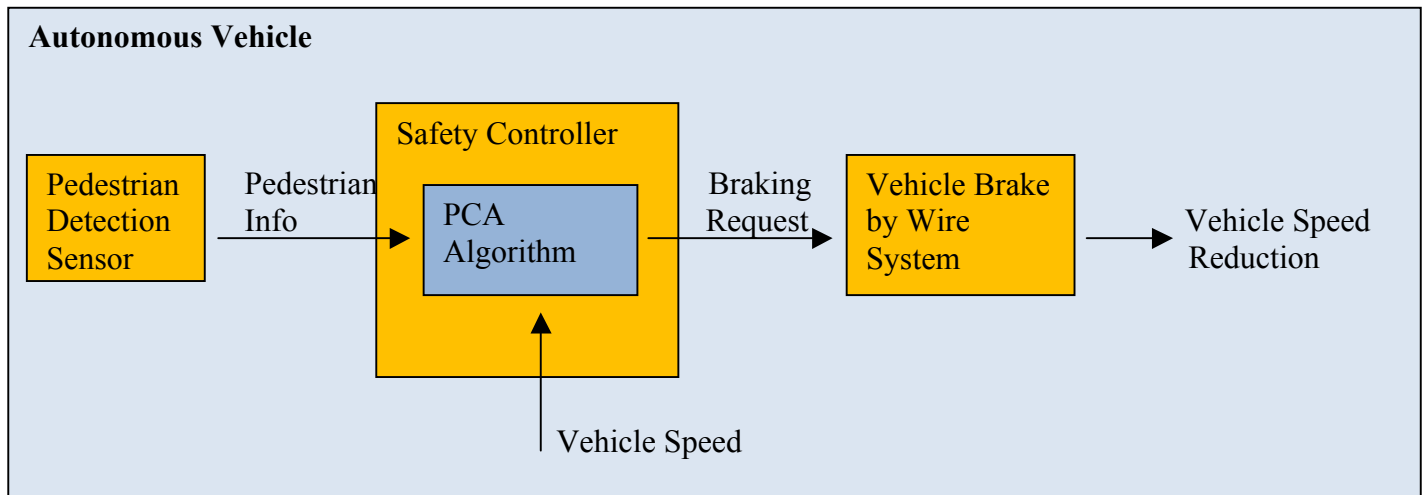 Autonomous Vehicle
Pedestrian
Detection
Sensor
Pedestrian
Info
Safety Controller
PCA
Algorithm
Vehicle Speed
Braking
Request
Vehicle Brake
by Wire
System
Vehicle Speed
Reduction